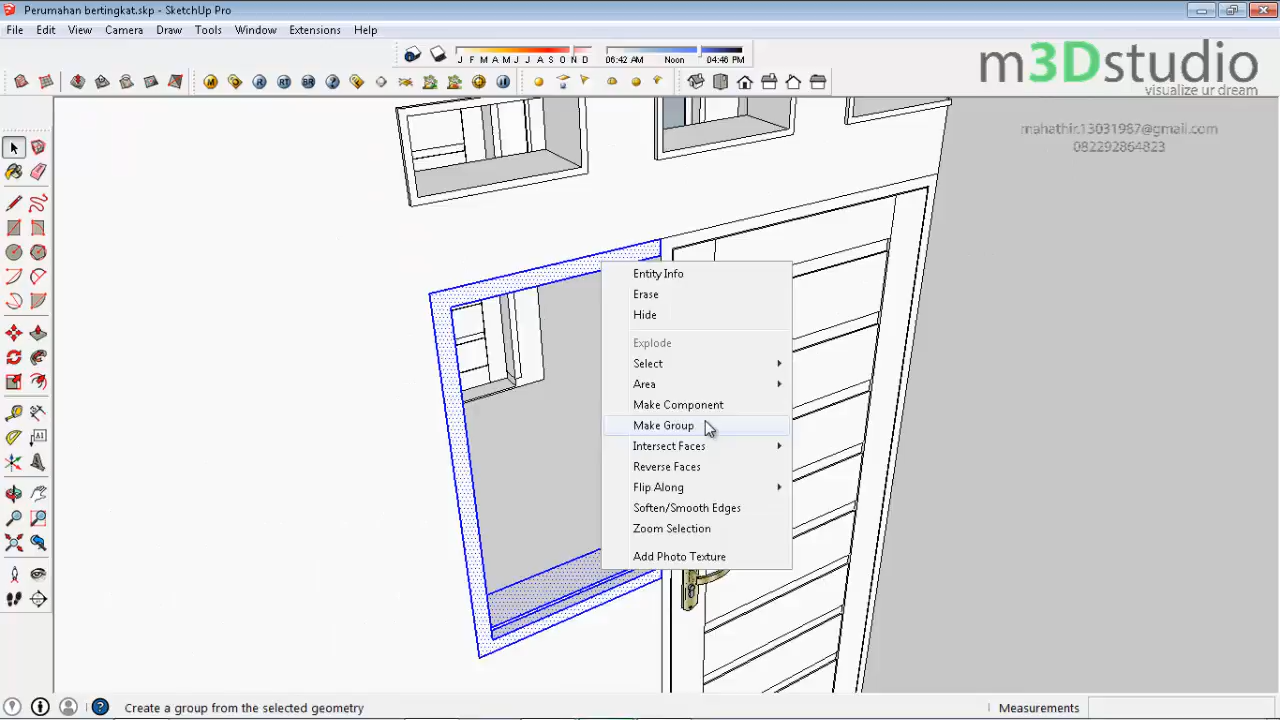 Perumahan bertingkat.skp - SketchUp Pro
File Edit View Camera Draw Tools Window Extensions Help
J F M A M J J A S O N D
06:42 AM Noon 04:46 PM
m3Dstudio
visualize ur dream
mahathir.13031987@gmail.com
082292864823
Entity Info
Erase
Hide
Explode
Select
Area
Make Component
Make Group
Intersect Faces
Reverse Faces
Flip Along
Soften/Smooth Edges
Zoom Selection
Add Photo Texture
Create a group from the selected geometry
Measurements